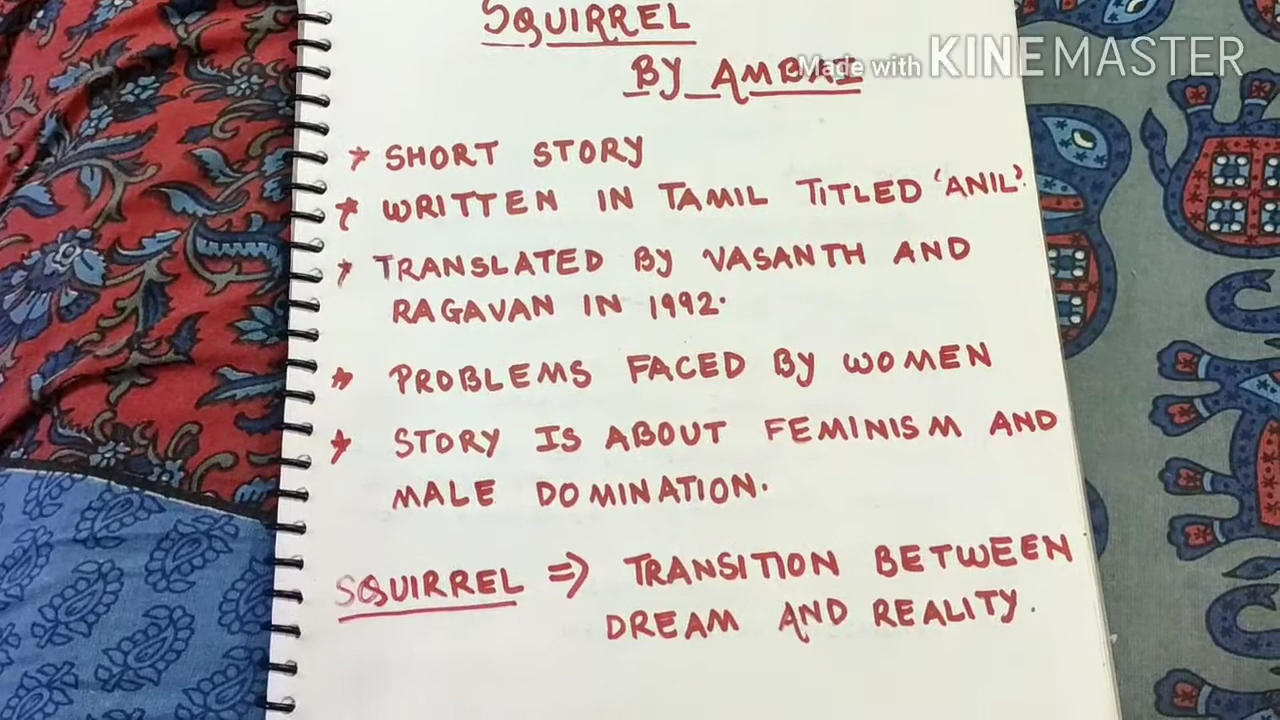 SQUIRREL
BY AMBAI
Made with KINEMASTER
* SHORT STORY
* WRITTEN IN TAMIL TITLED 'ANIL'.
* TRANSLATED BY VASANTH AND
RAGAVAN IN 1992.
* PROBLEMS FACED BY WOMEN
* STORY IS ABOUT FEMINISM AND
MALE DOMINATION.
SQUIRREL => TRANSITION BETWEEN
DREAM AND REALITY.